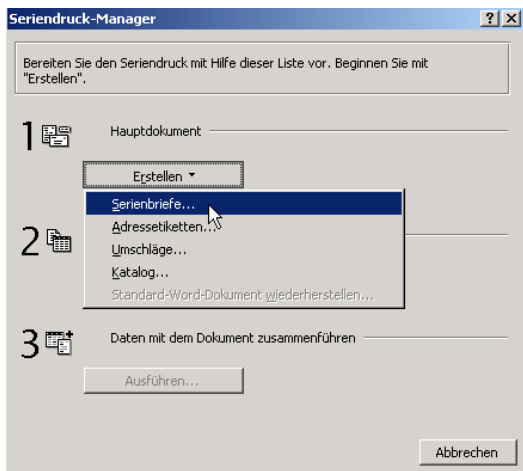 Seriendruck-Manager
Bereiten Sie den Seriendruck mit Hilfe dieser Liste vor. Beginnen Sie mit
"Erstellen".
1 Hauptdokument
Erstellen
Serienbriefe...
Adressetiketten...
2
Umschläge...
Katalog...
Standard-Word-Dokument wiederherstellen...
3 Daten mit dem Dokument zusammenführen
Ausführen...
Abbrechen